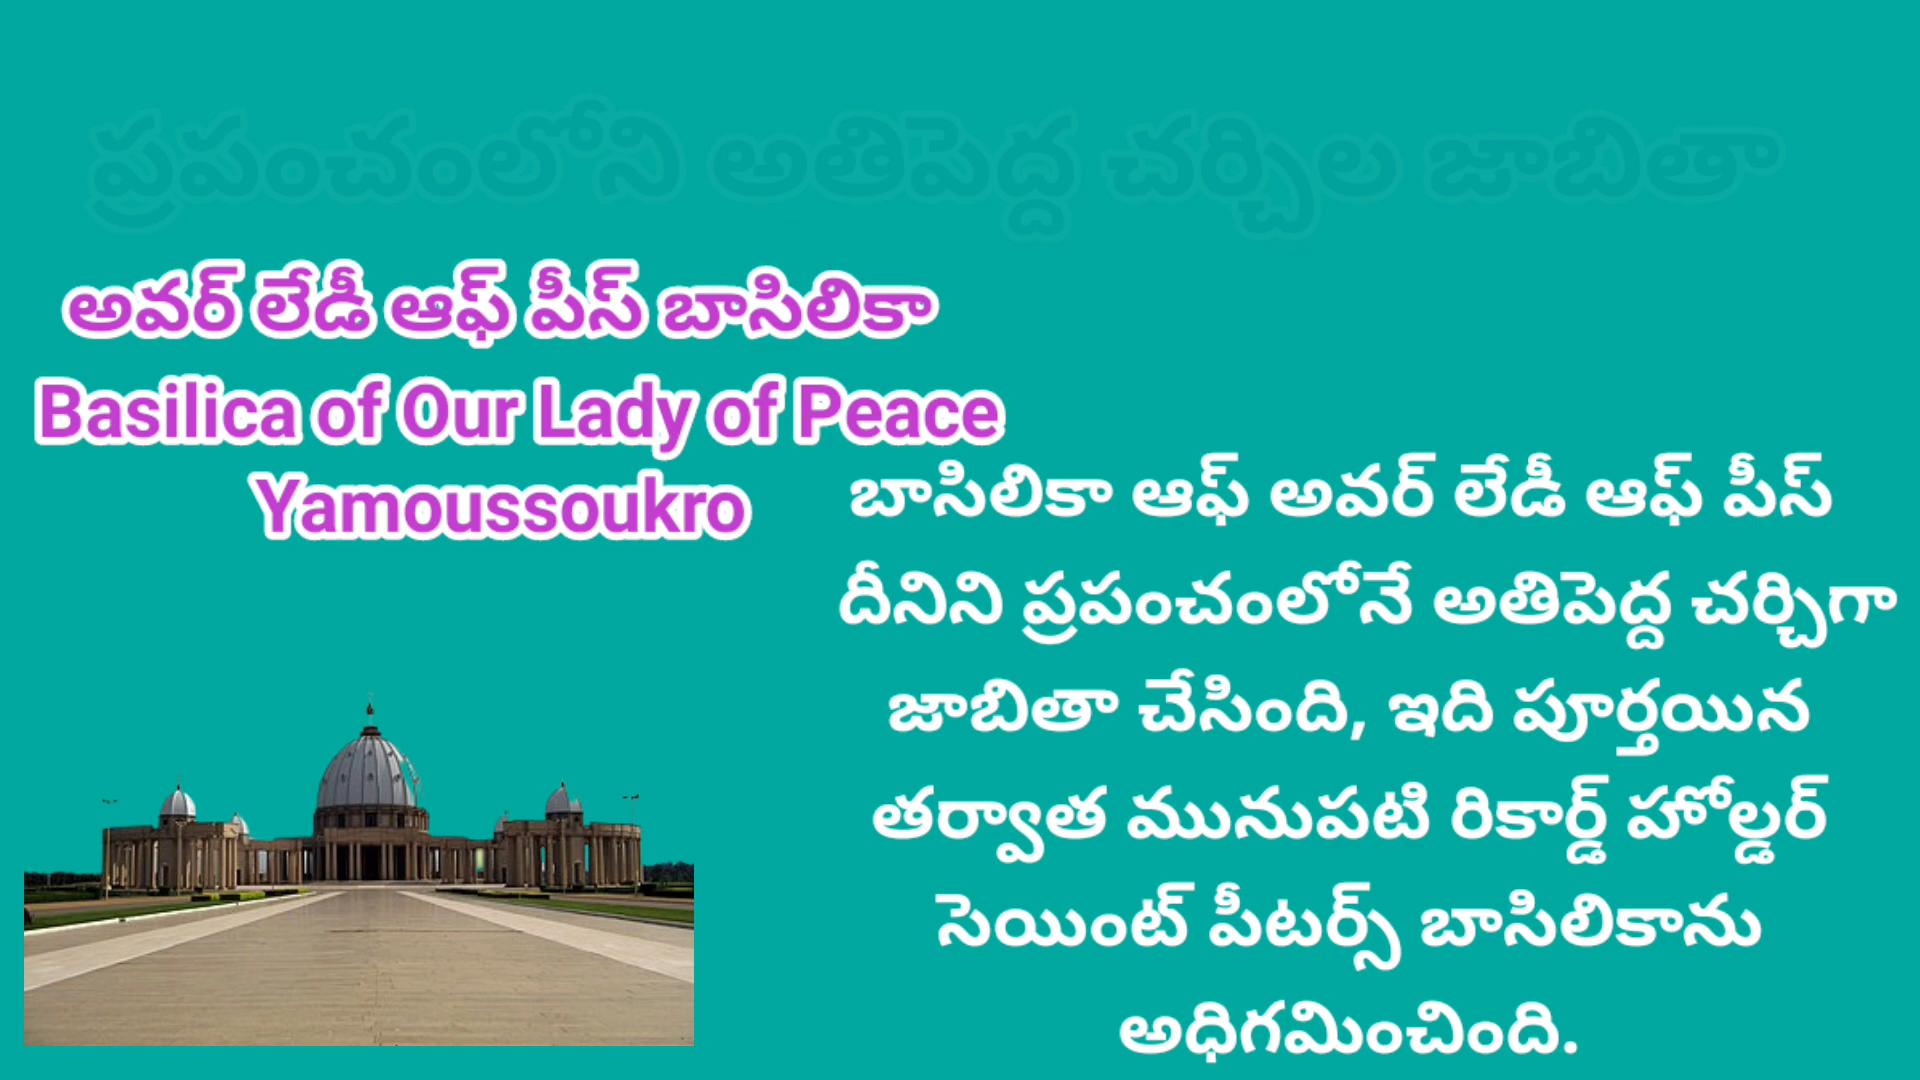 ప్రపంచంలోని అతిపెద్ద చర్చిల జాబితా
అవర్ లేడీ ఆఫ్ పీస్ బాసిలికా
Basilica of Our Lady of Peace
Yamoussoukro
బాసిలికా ఆఫ్ అవర్ లేడీ ఆఫ్ పీస్
దీనిని ప్రపంచంలోనే అతిపెద్ద చర్చిగా
జాబితా చేసింది, ఇది పూర్తయిన
తర్వాత మునుపటి రికార్డ్ హోల్డర్
సెయింట్ పీటర్స్ బాసిలికాను
అధిగమించింది.